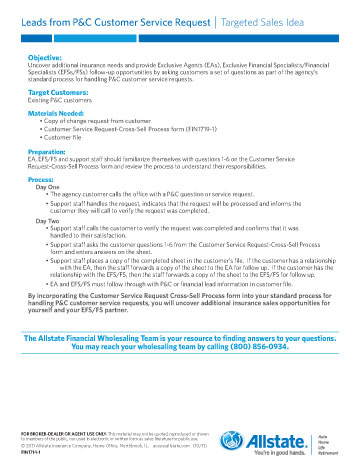 Leads from P&C Customer Service Request | Targeted Sales Idea
Objective:
Uncover additional insurance needs and provide Exclusive Agents (EAs), Exclusive Financial Specialists/Financial
Specialists (EFSs/FSs) follow-up opportunities by asking customers a set of questions as part of the agency's
standard process for handling P&C customer service requests.
Target Customers:
Existing P&C customers
Materials Needed:
• Copy of change request from customer
• Customer Service Request-Cross-Sell Process form (FIN1719-1)
• Customer file
Preparation:
EA, EFS/FS and support staff should familiarize themselves with questions 1-6 on the Customer Service
Request-Cross-Sell Process form and review the process to understand their responsibilities.
Process:
Day One
• The agency customer calls the office with a P&C question or service request.
• Support staff handles the request, indicates that the request will be processed and informs the
customer they will call to verify the request was completed.
Day Two
• Support staff calls the customer to verify the request was completed and confirms that it was
handled to their satisfaction.
• Support staff asks the customer questions 1-6 from the Customer Service Request-Cross-Sell Process
form and enters answers on the sheet.
• Support staff places a copy of the completed sheet in the customer's file. If the customer has a relationship
with the EA, then the staff forwards a copy of the sheet to the EA for follow up. If the customer has the
relationship with the EFS/FS, then the staff forwards a copy of the sheet to the EFS/FS for follow up.
• EA and EFS/FS must follow through with P&C or financial lead information in customer file.
By incorporating the Customer Service Request Cross-Sell Process form into your standard process for
handling P&C customer service requests, you will uncover additional insurance sales opportunities for
yourself and your EFS/FS partner.
The Allstate Financial Wholesaling Team is your resource to finding answers to your questions.
You may reach your wholesaling team by calling (800) 856-0934.
FOR BROKER-DEALER OR AGENT USE ONLY: This material may not be quoted, reproduced or shown
to members of the public, nor used in electronic or written form as sales literature for public use.
© 2011 Allstate Insurance Company, Home Office, Northbrook, IL. accessallstate.com (10/11)
FIN1714-1
Allstate.
You're in good hands.
Auto
Home
Life
Retirement